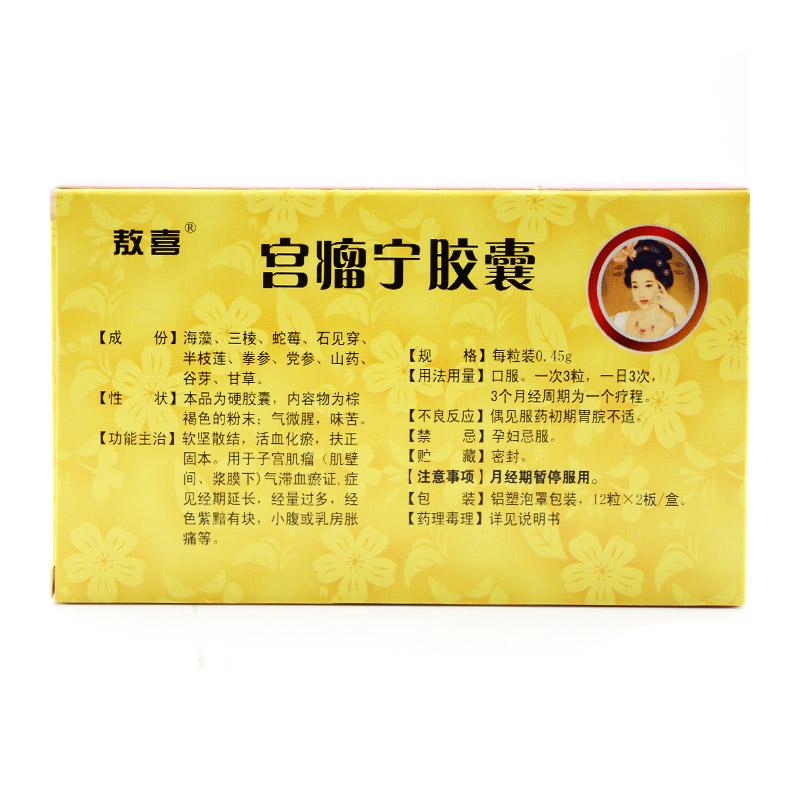 敖喜®
宫瘤宁胶囊
【成　份】海藻、三棱、蛇莓、石见穿、
半枝莲、拳参、党参、山药、
谷芽、甘草。
【性　状】本品为硬胶囊，内容物为棕
褐色的粉末；气微腥，味苦。
【功能主治】软坚散结，活血化瘀，扶正
固本。用于子宫肌瘤（肌壁
间、浆膜下）气滞血瘀证,症
见经期延长，经量过多，经
色紫黯有块，小腹或乳房胀
痛等。
【规　格】每粒装0.45g
【用法用量】口服。一次3粒，一日3次，
3个月经周期为一个疗程。
【不良反应】偶见服药初期胃脘不适。
【禁　忌】孕妇忌服。
【贮　藏】密封。
【注意事项】月经期暂停服用。
【包　装】铝塑泡罩包装，12粒×2板/盒。
【药理毒理】详见说明书